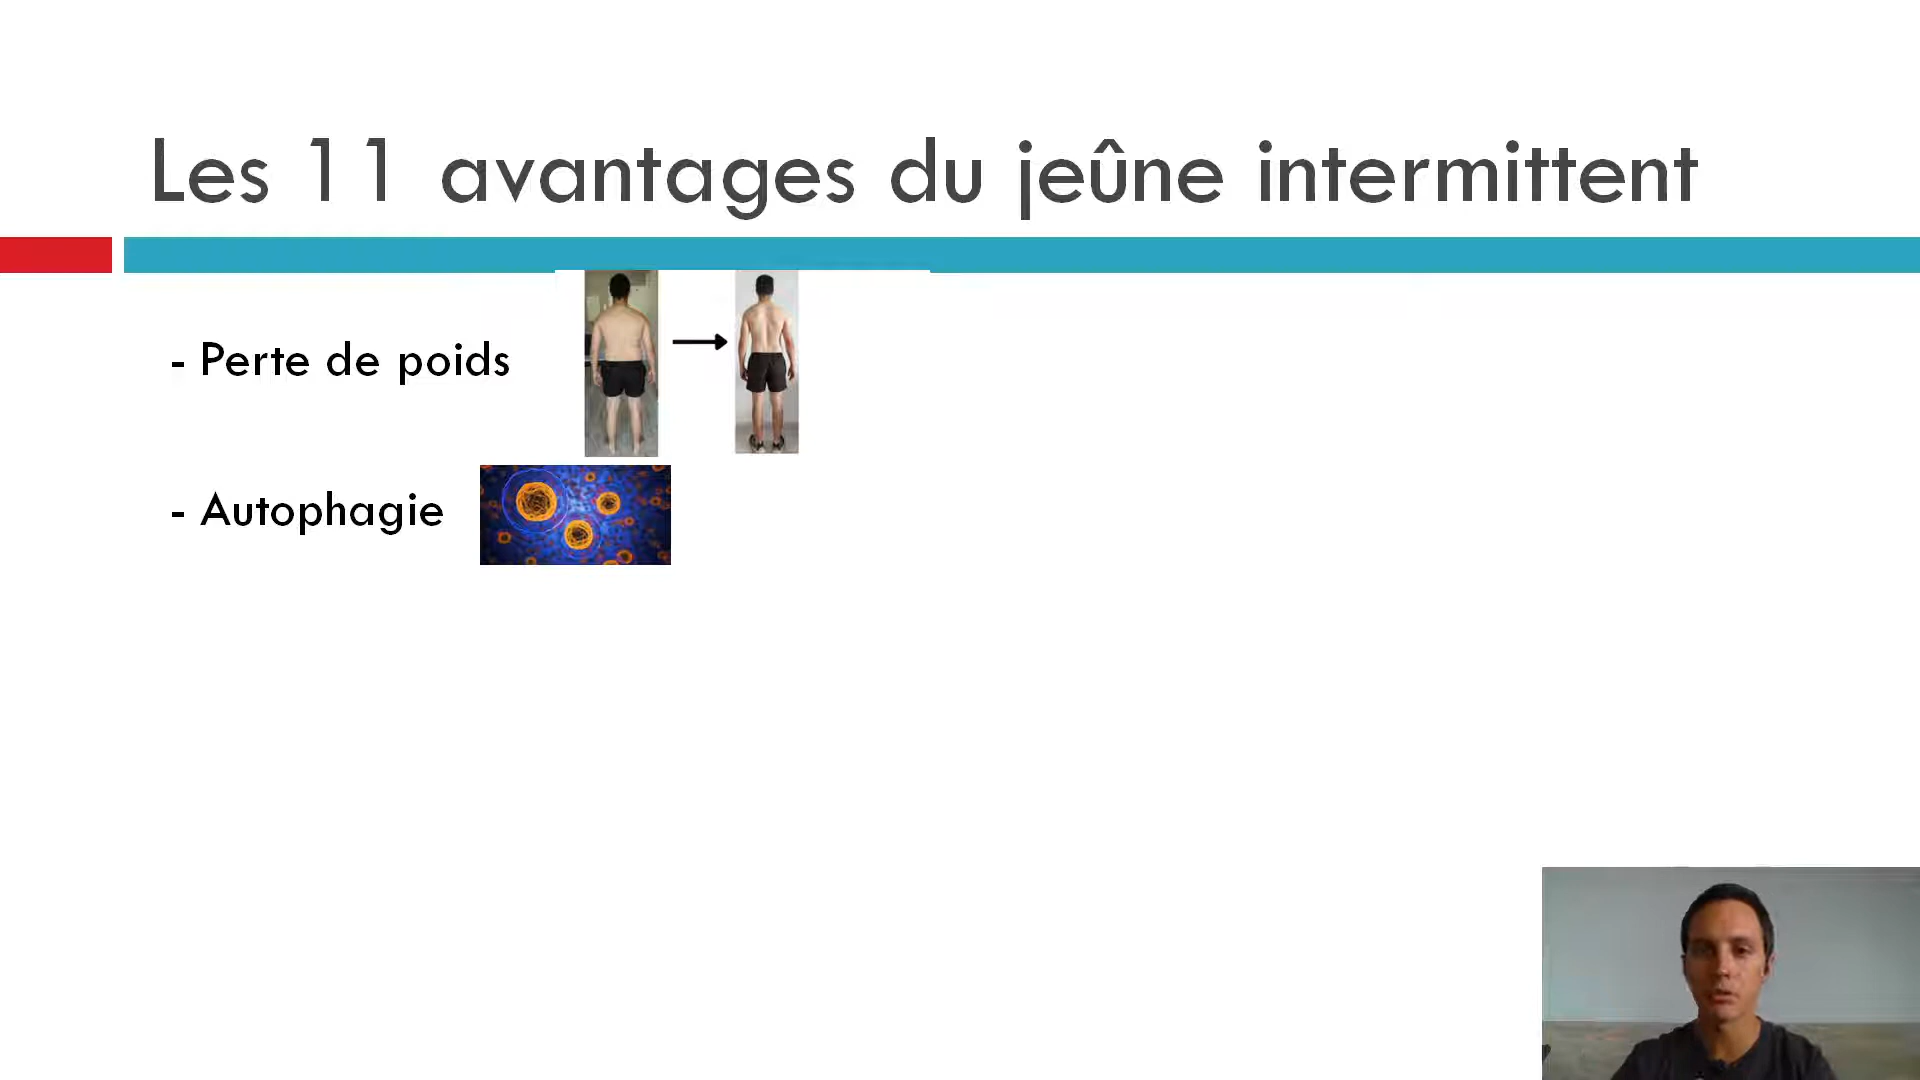 Les 11 avantages du jeûne intermittent
- Perte de poids
- Autophagie